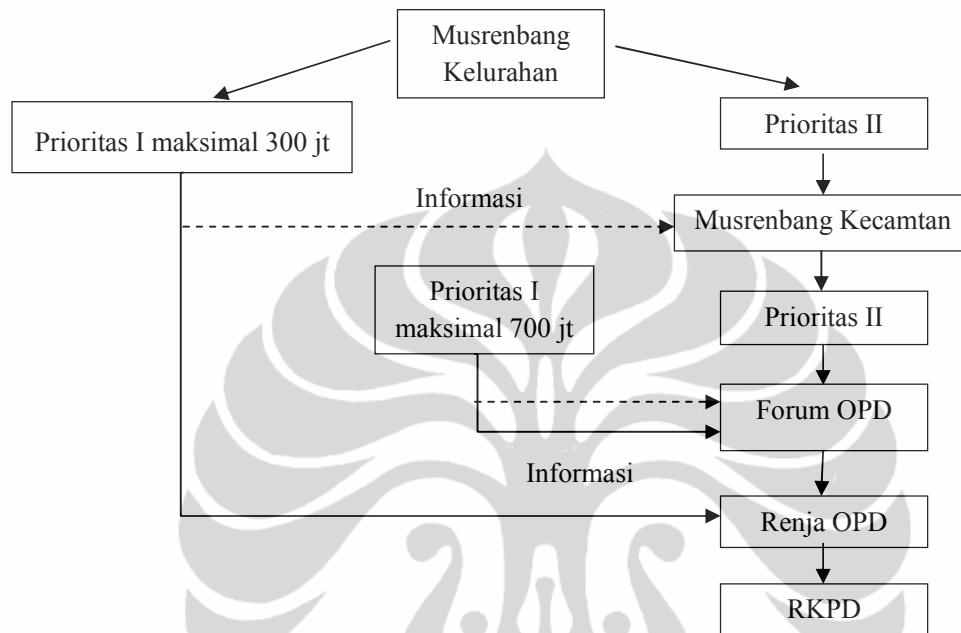 Musrenbang
Kelurahan
Prioritas I maksimal 300 jt
Prioritas II
Informasi
Musrenbang Kecamtan
Prioritas I
maksimal 700 jt
Prioritas II
Forum OPD
Informasi
Renja OPD
RKPD